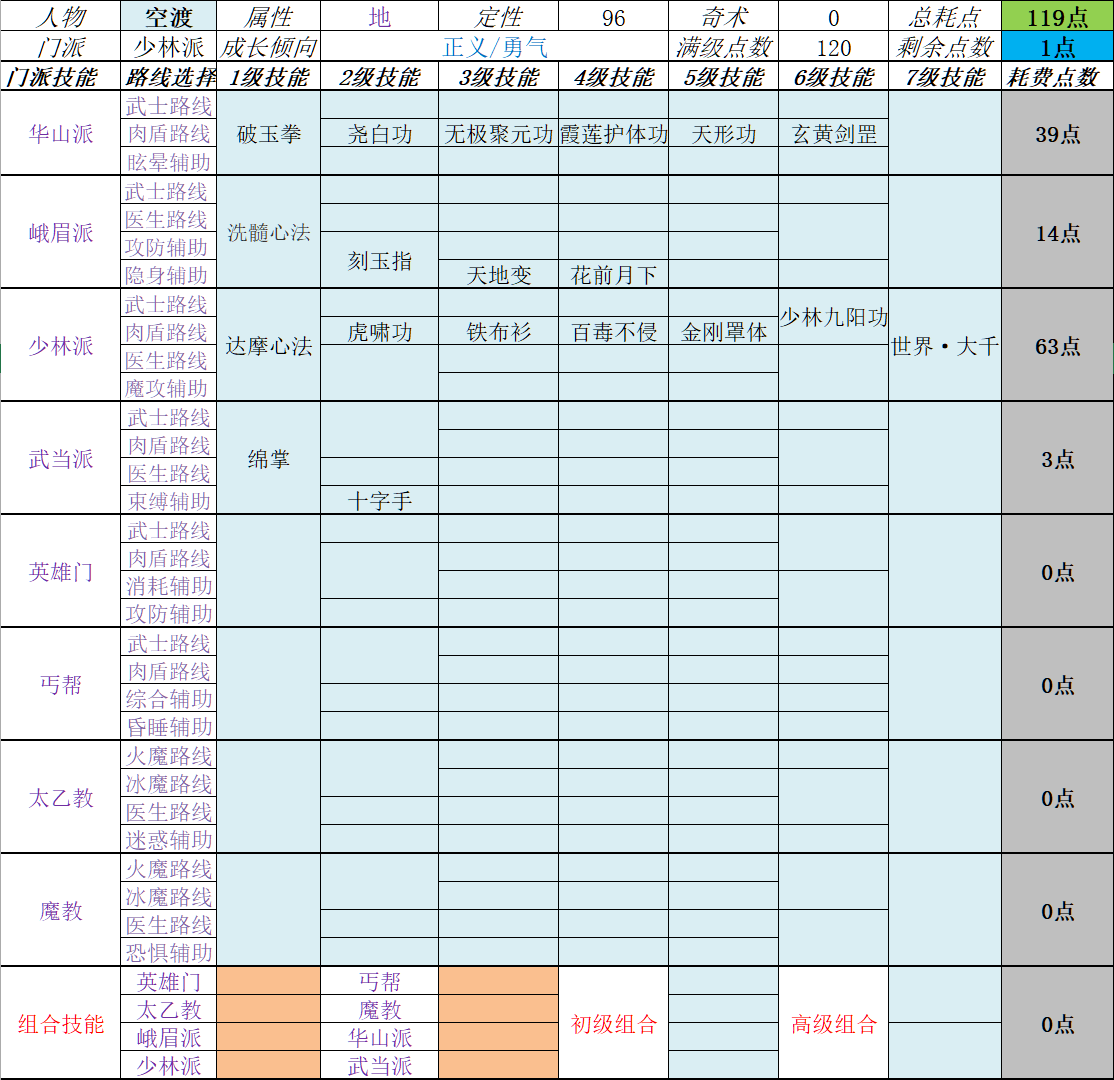 人物 空渡 属性 地 定性 96 奇术 0 总耗点 119点
门派 少林派 成长倾向 正义/勇气 满级点数 120 剩余点数 1点
门派技能 路线选择 1级技能 2级技能 3级技能 4级技能 5级技能 6级技能 7级技能 耗费点数
武士路线
华山派 肉盾路线 破玉拳 尧白功 无极聚元功 霞莲护体功 天形功 玄黄剑罡 39点
眩晕辅助
武士路线
医生路线
峨眉派 洗髓心法 14点
攻防辅助
刻玉指
隐身辅助 天地变 花前月下
武士路线
少林九阳功
肉盾路线 虎啸功 铁布衫 百毒不侵 金刚罩体
少林派 达摩心法 世界·大千 63点
医生路线
魔攻辅助
武士路线
肉盾路线
武当派 绵掌 3点
医生路线
束缚辅助 十字手
武士路线
肉盾路线
英雄门 0点
消耗辅助
攻防辅助
武士路线
肉盾路线
丐帮 0点
综合辅助
昏睡辅助
火魔路线
冰魔路线
太乙教 0点
医生路线
迷惑辅助
火魔路线
冰魔路线
魔教 0点
医生路线
恐惧辅助
英雄门 丐帮
太乙教 魔教
组合技能 初级组合 高级组合 0点
峨眉派 华山派
少林派 武当派